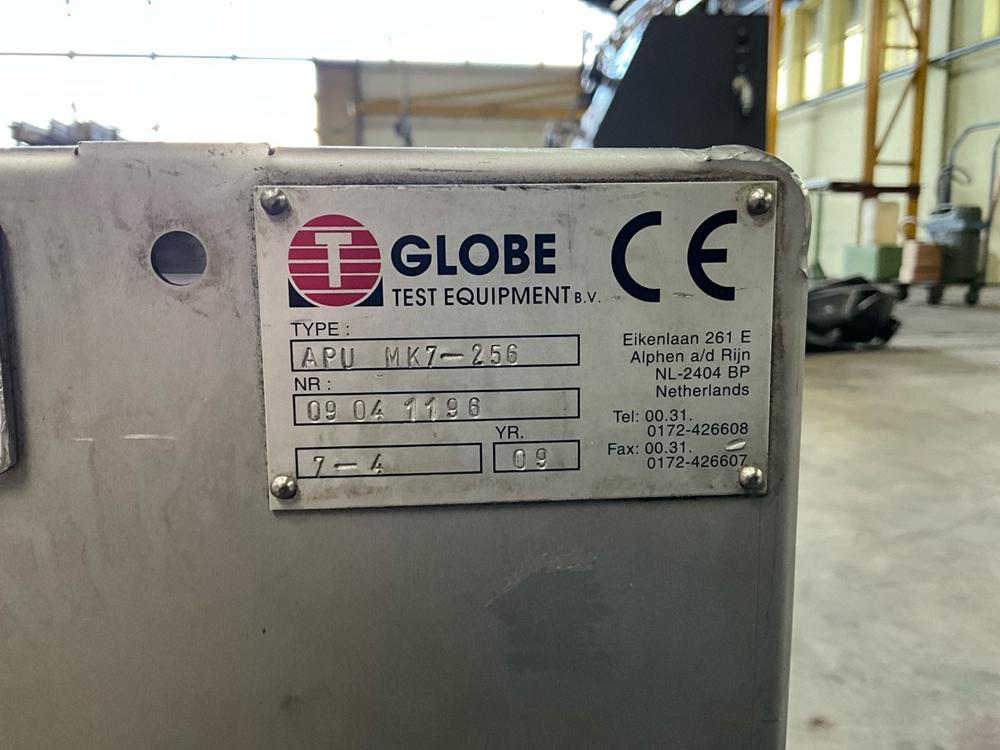 T GLOBE
TEST EQUIPMENT B.V.
CE
TYPE :
APU MK7-256
NR :
09 04 1196
7-4
YR.
09
Eikenlaan 261 E
Alphen a/d Rijn
NL-2404 BP
Netherlands
Tel: 00.31.
0172-426608
Fax: 00.31.
0172-426607